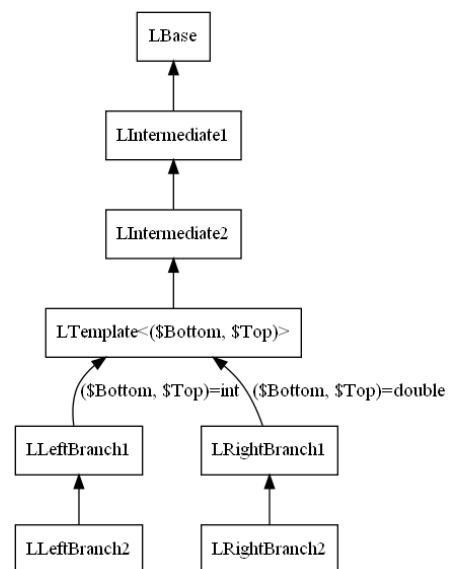 LBase
LIntermediate1
LIntermediate2
LTemplate<($Bottom, $Top)>
($Bottom, $Top)=int
($Bottom, $Top)=double
LLeftBranch1
LRightBranch1
LLeftBranch2
LRightBranch2